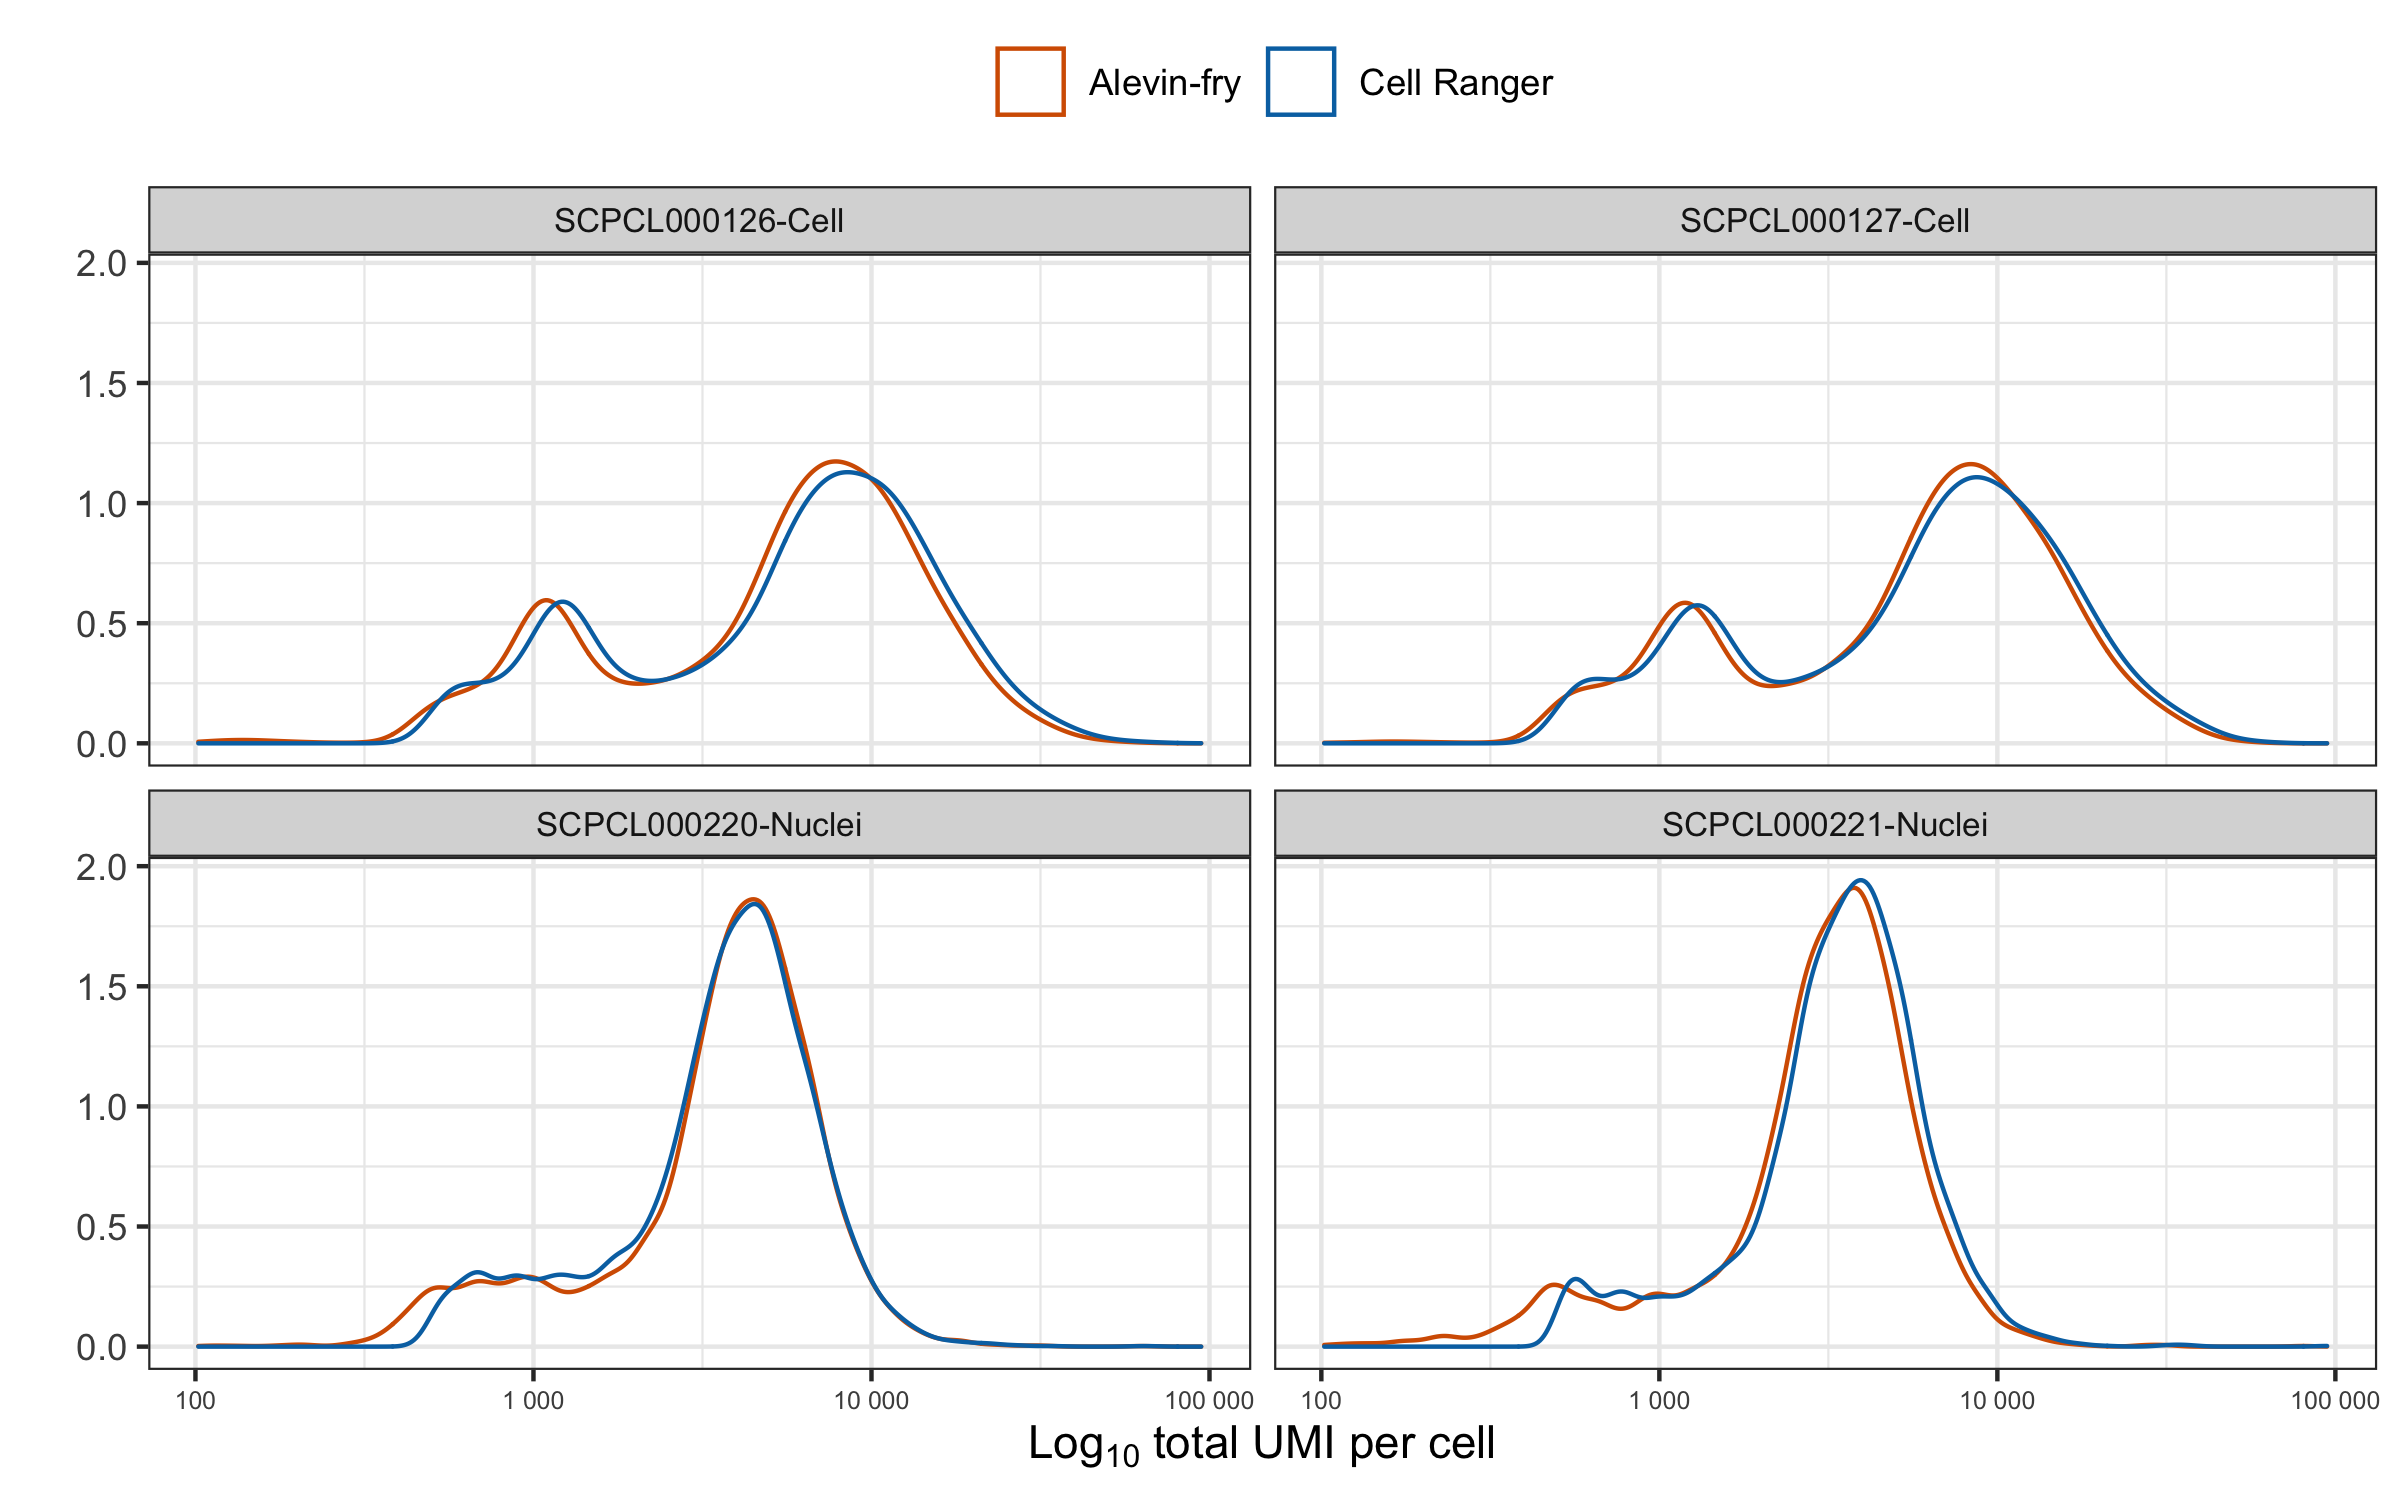 Alevin-fry Cell Ranger
SCPCL000126-Cell SCPCL000127-Cell
2.0
1.5
1.0
0.5
0.0
SCPCL000220-Nuclei SCPCL000221-Nuclei
2.0
1.5
1.0
0.5
0.0
100 1 000 10 000 100 000 100 1 000 10 000 100 000
Log10 total UMI per cell